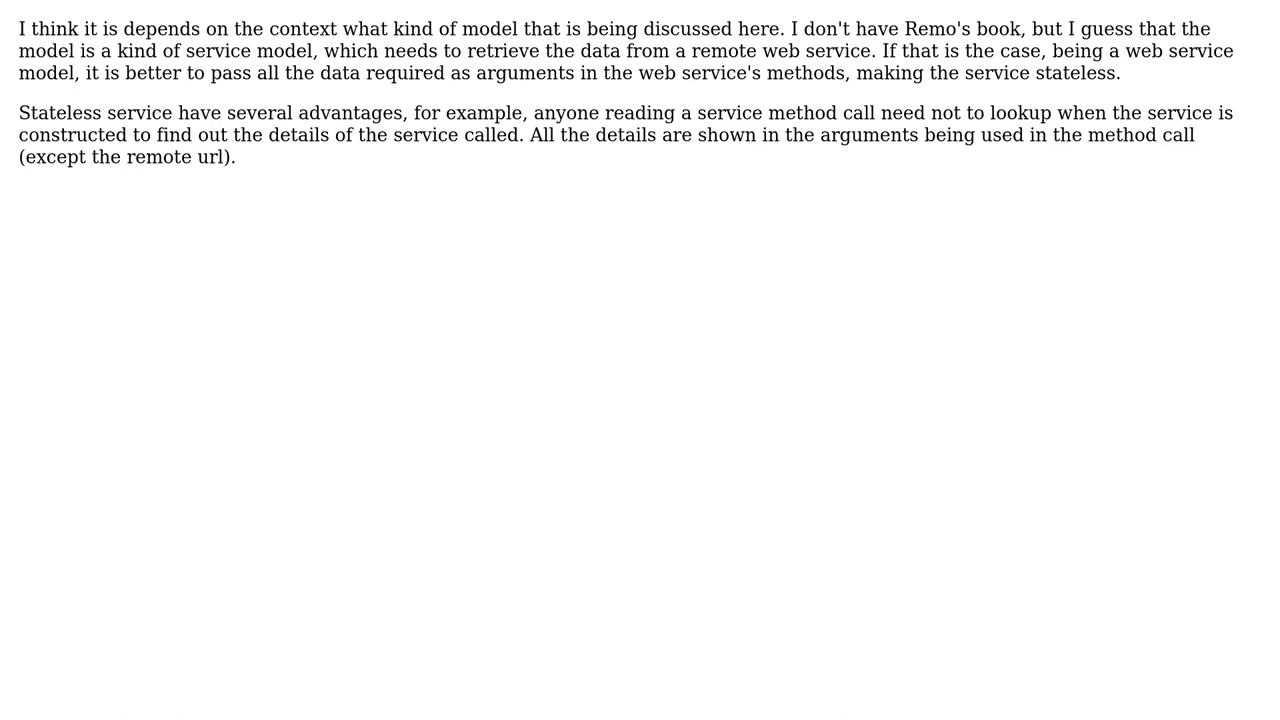 I think it is depends on the context what kind of model that is being discussed here. I don't have Remo's book, but I guess that the
model is a kind of service model, which needs to retrieve the data from a remote web service. If that is the case, being a web service
model, it is better to pass all the data required as arguments in the web service's methods, making the service stateless.
Stateless service have several advantages, for example, anyone reading a service method call need not to lookup when the service is
constructed to find out the details of the service called. All the details are shown in the arguments being used in the method call
(except the remote url).